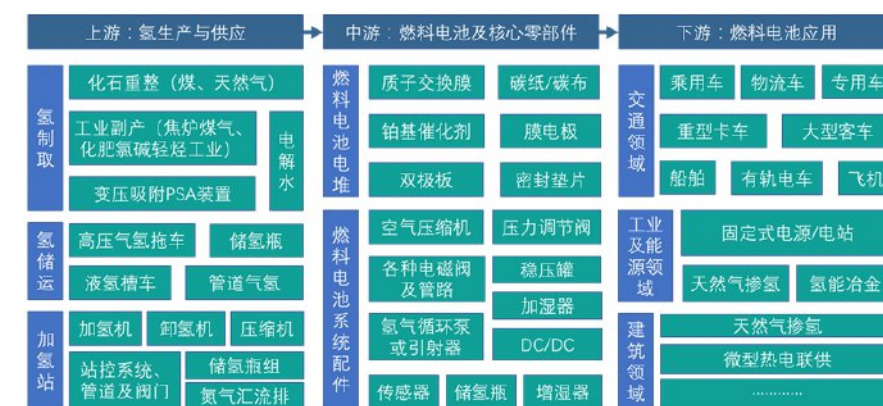 上游：氢生产与供应
中游：燃料电池及核心零部件
下游：燃料电池应用
氢制取
化石重整（煤、天然气）
工业副产（焦炉煤气、
化肥氯碱轻烃工业）
电解水
变压吸附PSA装置
氢储运
高压气氢拖车
储氢瓶
液氢槽车
管道气氢
加氢站
加氢机
卸氢机
压缩机
站控系统、
管道及阀门
储氢瓶组
氮气汇流排
燃料电池电堆
质子交换膜
碳纸/碳布
铂基催化剂
膜电极
双极板
密封垫片
燃料电池系统配件
空气压缩机
压力调节阀
各种电磁阀
及管路
稳压罐
加湿器
氢气循环泵
或引射器
DC/DC
传感器
储氢瓶
增湿器
交通领域
乘用车
物流车
专用车
重型卡车
大型客车
船舶
有轨电车
飞机
工业
及能
源领
域
固定式电源/电站
天然气掺氢
氢能冶金
建筑领域
天然气掺氢
微型热电联供
…………